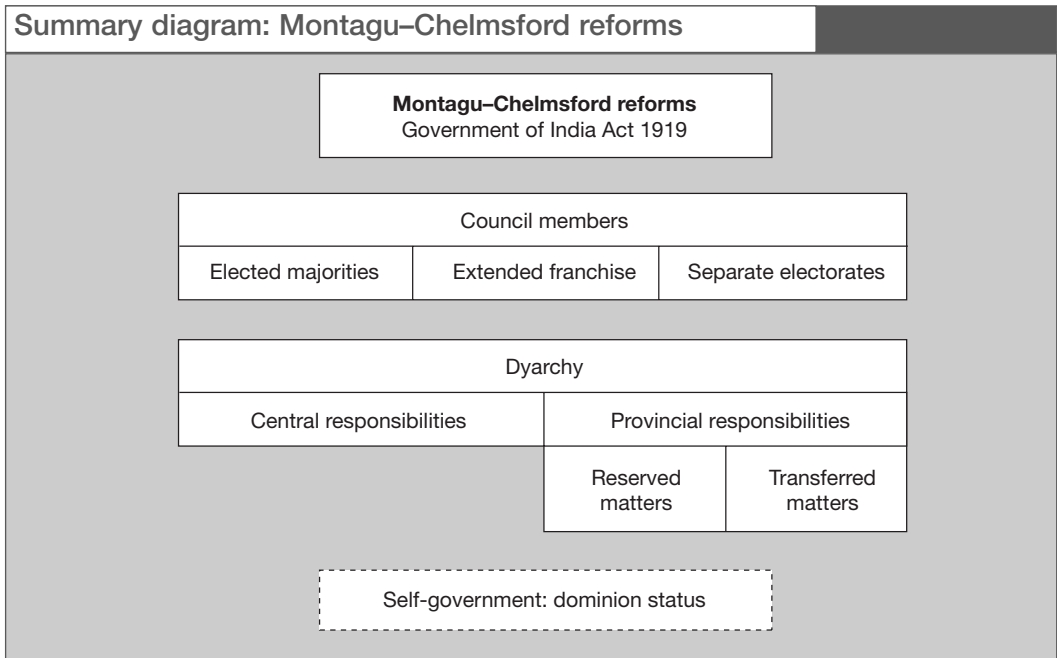 Summary diagram: Montagu–Chelmsford reforms
Montagu–Chelmsford reforms
Government of India Act 1919
Council members
Elected majorities
Extended franchise
Separate electorates
Dyarchy
Central responsibilities
Provincial responsibilities
Reserved
matters
Transferred
matters
Self-government: dominion status